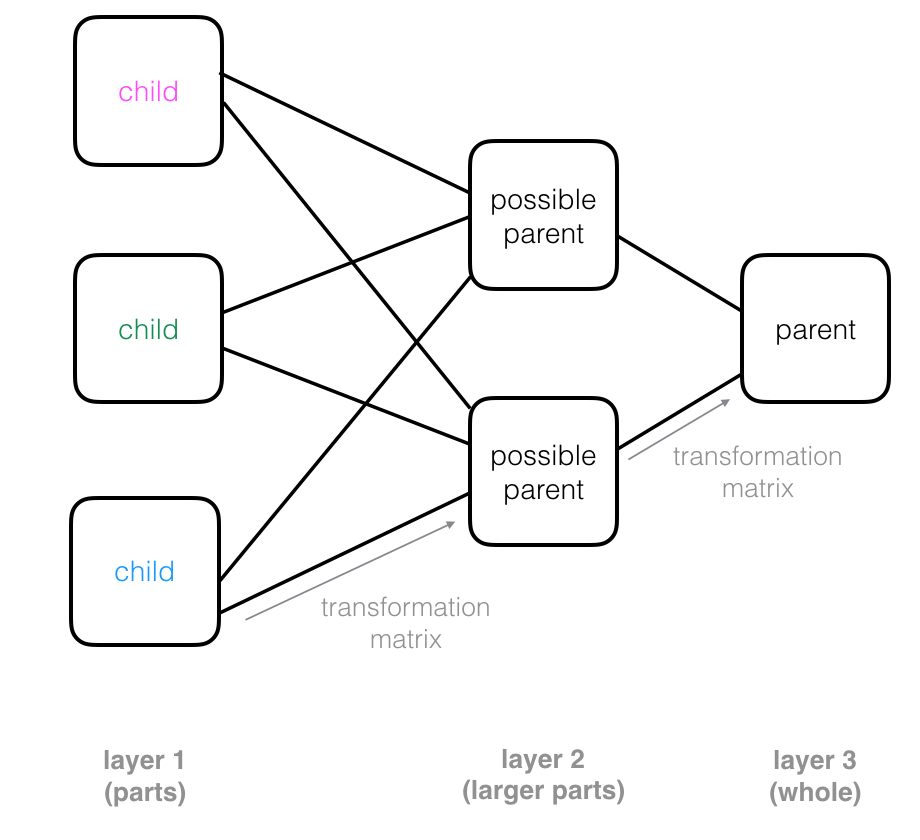 child
possible
parent
child
parent
possible
parent
transformation
matrix
child
transformation
matrix
layer 1
(parts)
layer 2
(larger parts)
layer 3
(whole)